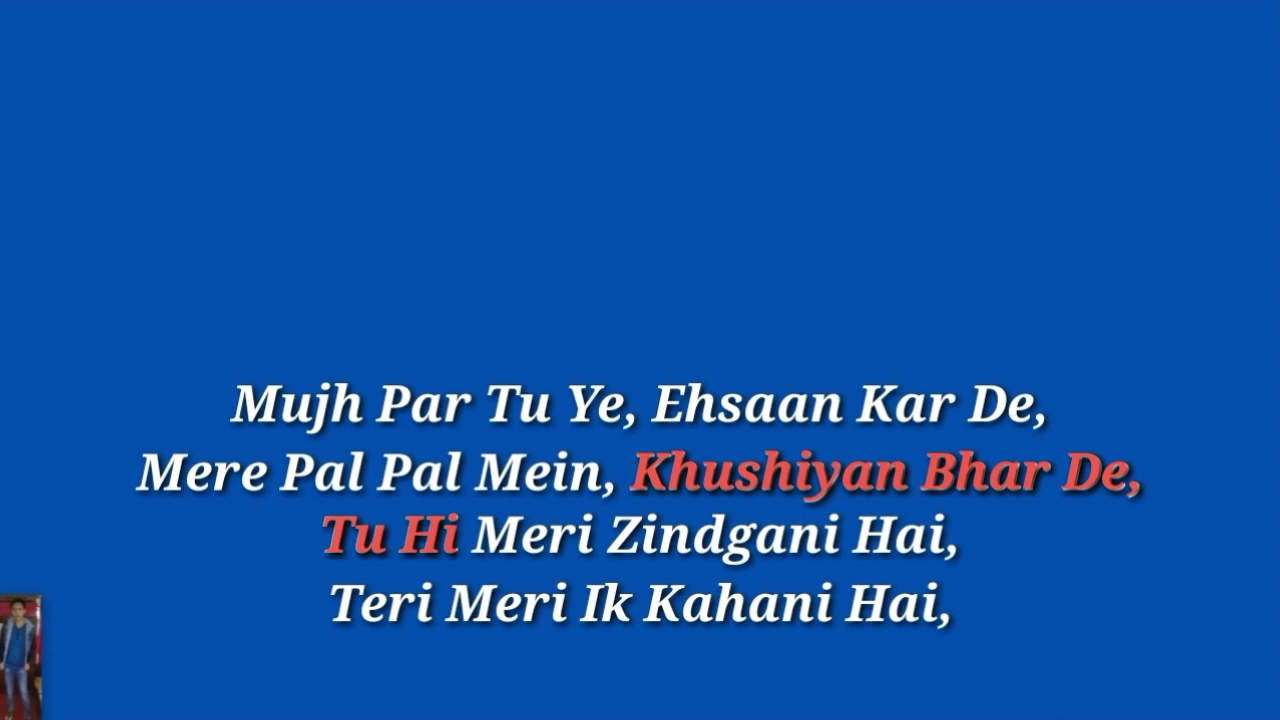 Mujh Par Tu Ye, Ehsaan Kar De,
Mere Pal Pal Mein, Khushiyan Bhar De,
Tu Hi Meri Zindgani Hai,
Teri Meri Ik Kahani Hai,